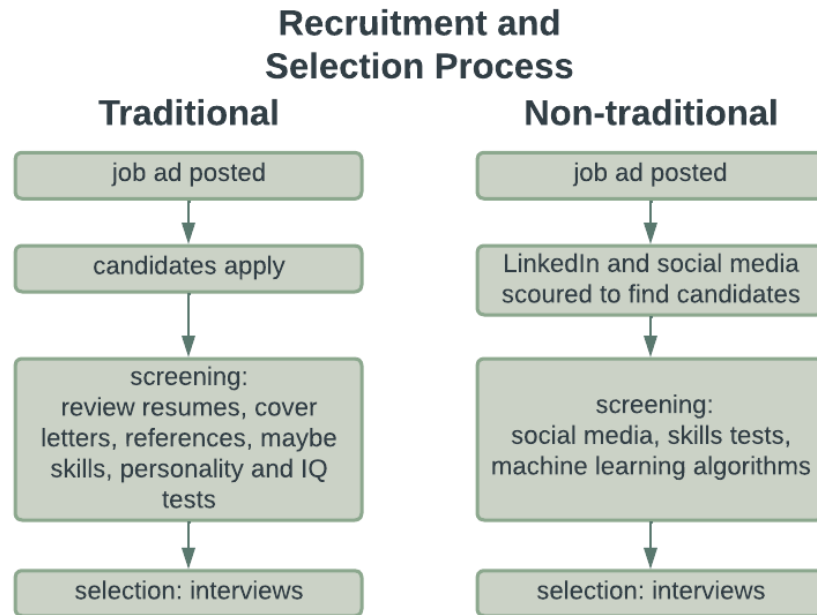 Recruitment and
Selection Process
Traditional
job ad posted
candidates apply
screening:
review resumes, cover
letters, references, maybe
skills, personality and IQ
tests
selection: interviews
Non-traditional
job ad posted
LinkedIn and social media
scoured to find candidates
screening:
social media, skills tests,
machine learning algorithms
selection: interviews